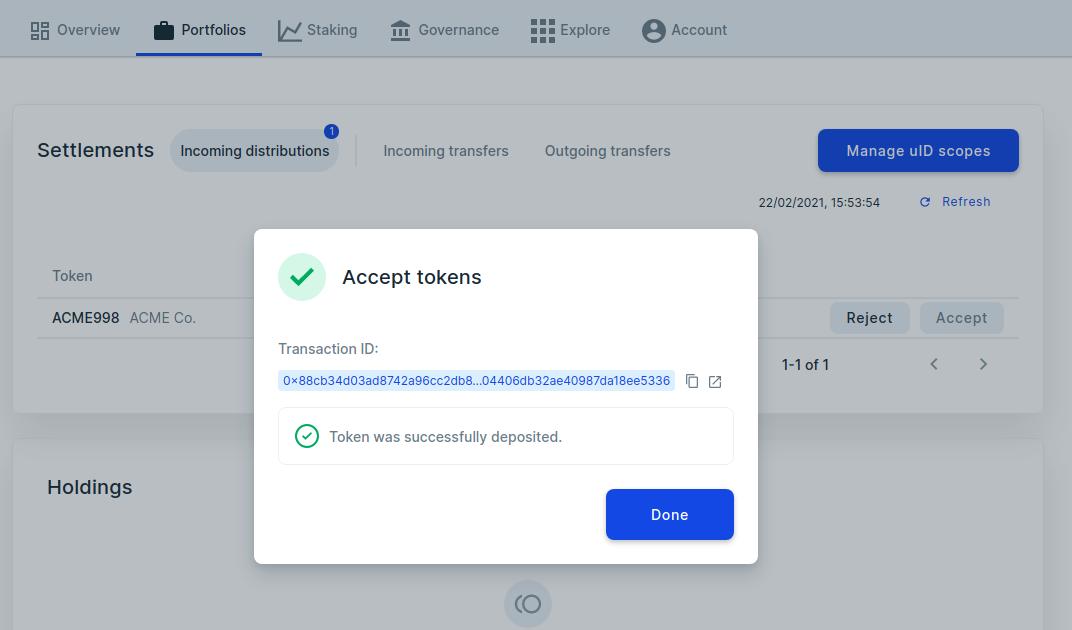 Overview Portfolios Staking Governance Explore Account
Settlements Incoming distributions 1 Incoming transfers Outgoing transfers Manage uID scopes
22/02/2021, 15:53:54 Refresh
Token
ACME998 ACME Co. Reject Accept
1-1 of 1
Accept tokens
Transaction ID:
0×88cb34d03ad8742a96cc2db8...04406db32ae40987da18ee5336
Token was successfully deposited.
Done
Holdings